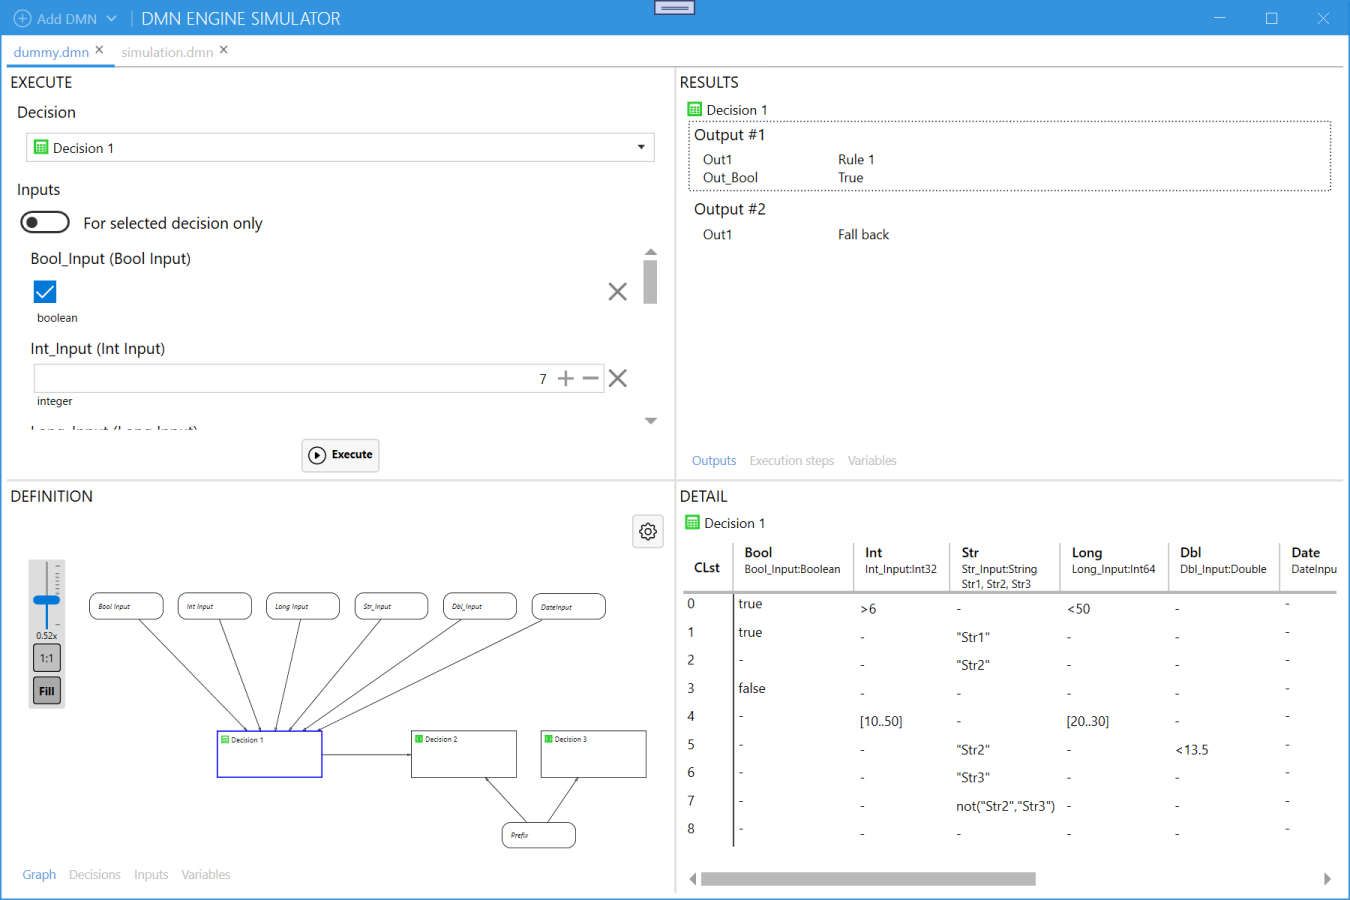 Add DMN
DMN ENGINE SIMULATOR
dummy.dmn
simulation.dmn
EXECUTE
Decision
Decision 1
Inputs
For selected decision only
Bool_Input (Bool Input)
boolean
Int_Input (Int Input)
7
integer
Long_Input (Long Input)
Execute
RESULTS
Decision 1
Output #1
Out1 Rule 1
Out_Bool True
Output #2
Out1 Fall back
Outputs Execution steps Variables
DEFINITION
0.52x
1:1
Fill
Bool Input Int Input Long Input Str_Input Dbl_Input DateInput
Decision 1 Decision 2 Decision 3
Prefix
Graph Decisions Inputs Variables
DETAIL
Decision 1
CLst Bool Int Str Long Dbl Date
Bool_Input:Boolean Int_Input:Int32 Str_Input:String Long_Input:Int64 Dbl_Input:Double DateInpu
Str1, Str2, Str3
0 true >6 - <50 - -
1 true - "Str1" - - -
2 - - "Str2" - - -
3 false - - - - -
4 - [10..50] - [20..30] - -
5 - - "Str2" - <13.5 -
6 - - "Str3" - - -
7 - - not("Str2","Str3") - - -
8 - - - - - -